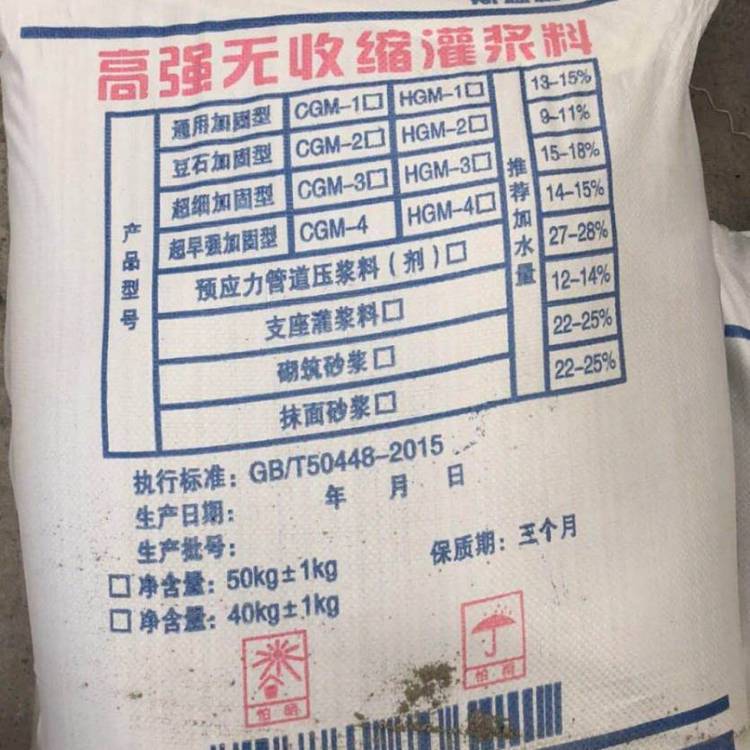 高强无收缩灌浆料
产品型号
通用加固型 CGM-1□ HGM-1□
豆石加固型 CGM-2□ HGM-2□
超细加固型 CGM-3□ HGM-3□
超早强加固型 CGM-4 HGM-4□
预应力管道压浆料(剂)□
支座灌浆料□
砌筑砂浆□
抹面砂浆□
推荐加水量
13-15%
9-11%
15-18%
14-15%
27-28%
12-14%
22-25%
22-25%
执行标准：GB/T50448-2015
生产日期： 年 月 日
生产批号：
保质期：三个月
□净含量：50kg±1kg
□净含量：40kg±1kg
怕晒
怕雨